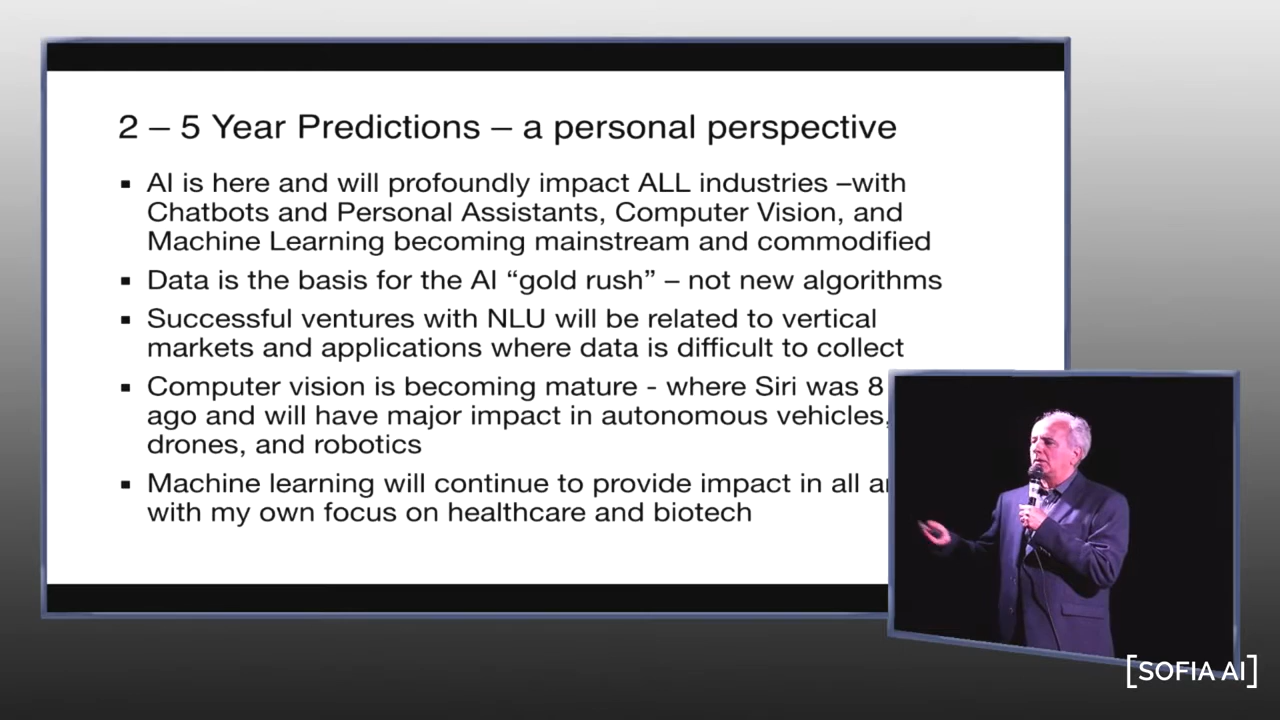 2 – 5 Year Predictions – a personal perspective
▪ AI is here and will profoundly impact ALL industries –with
Chatbots and Personal Assistants, Computer Vision, and
Machine Learning becoming mainstream and commodified
▪ Data is the basis for the AI “gold rush” – not new algorithms
▪ Successful ventures with NLU will be related to vertical
markets and applications where data is difficult to collect
▪ Computer vision is becoming mature - where Siri was 8
ago and will have major impact in autonomous vehicles,
drones, and robotics
▪ Machine learning will continue to provide impact in all
with my own focus on healthcare and biotech
[SOFIA AI]